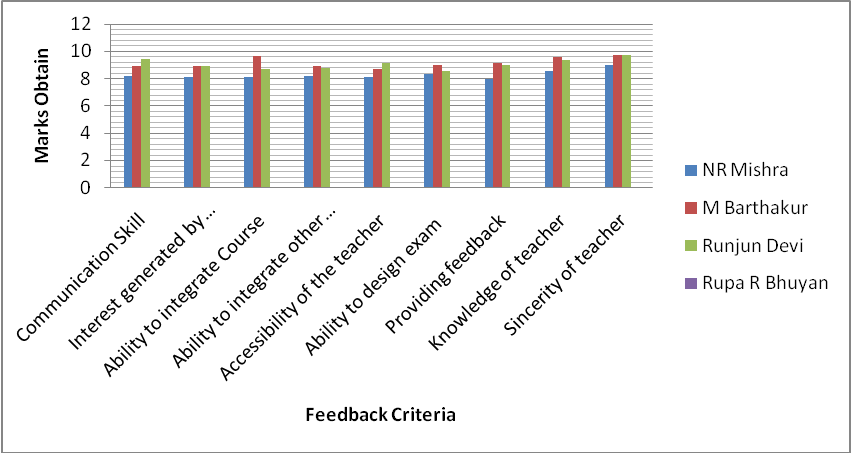 12
10
8
6
4
2
0
Marks Obtain
Communication Skill
Interest generated by...
Ability to integrate Course
Ability to integrate other...
Accessibility of the teacher
Ability to design exam
Providing feedback
Knowledge of teacher
Sincerity of teacher
Feedback Criteria
NR Mishra
M Barthakur
Runjun Devi
Rupa R Bhuyan